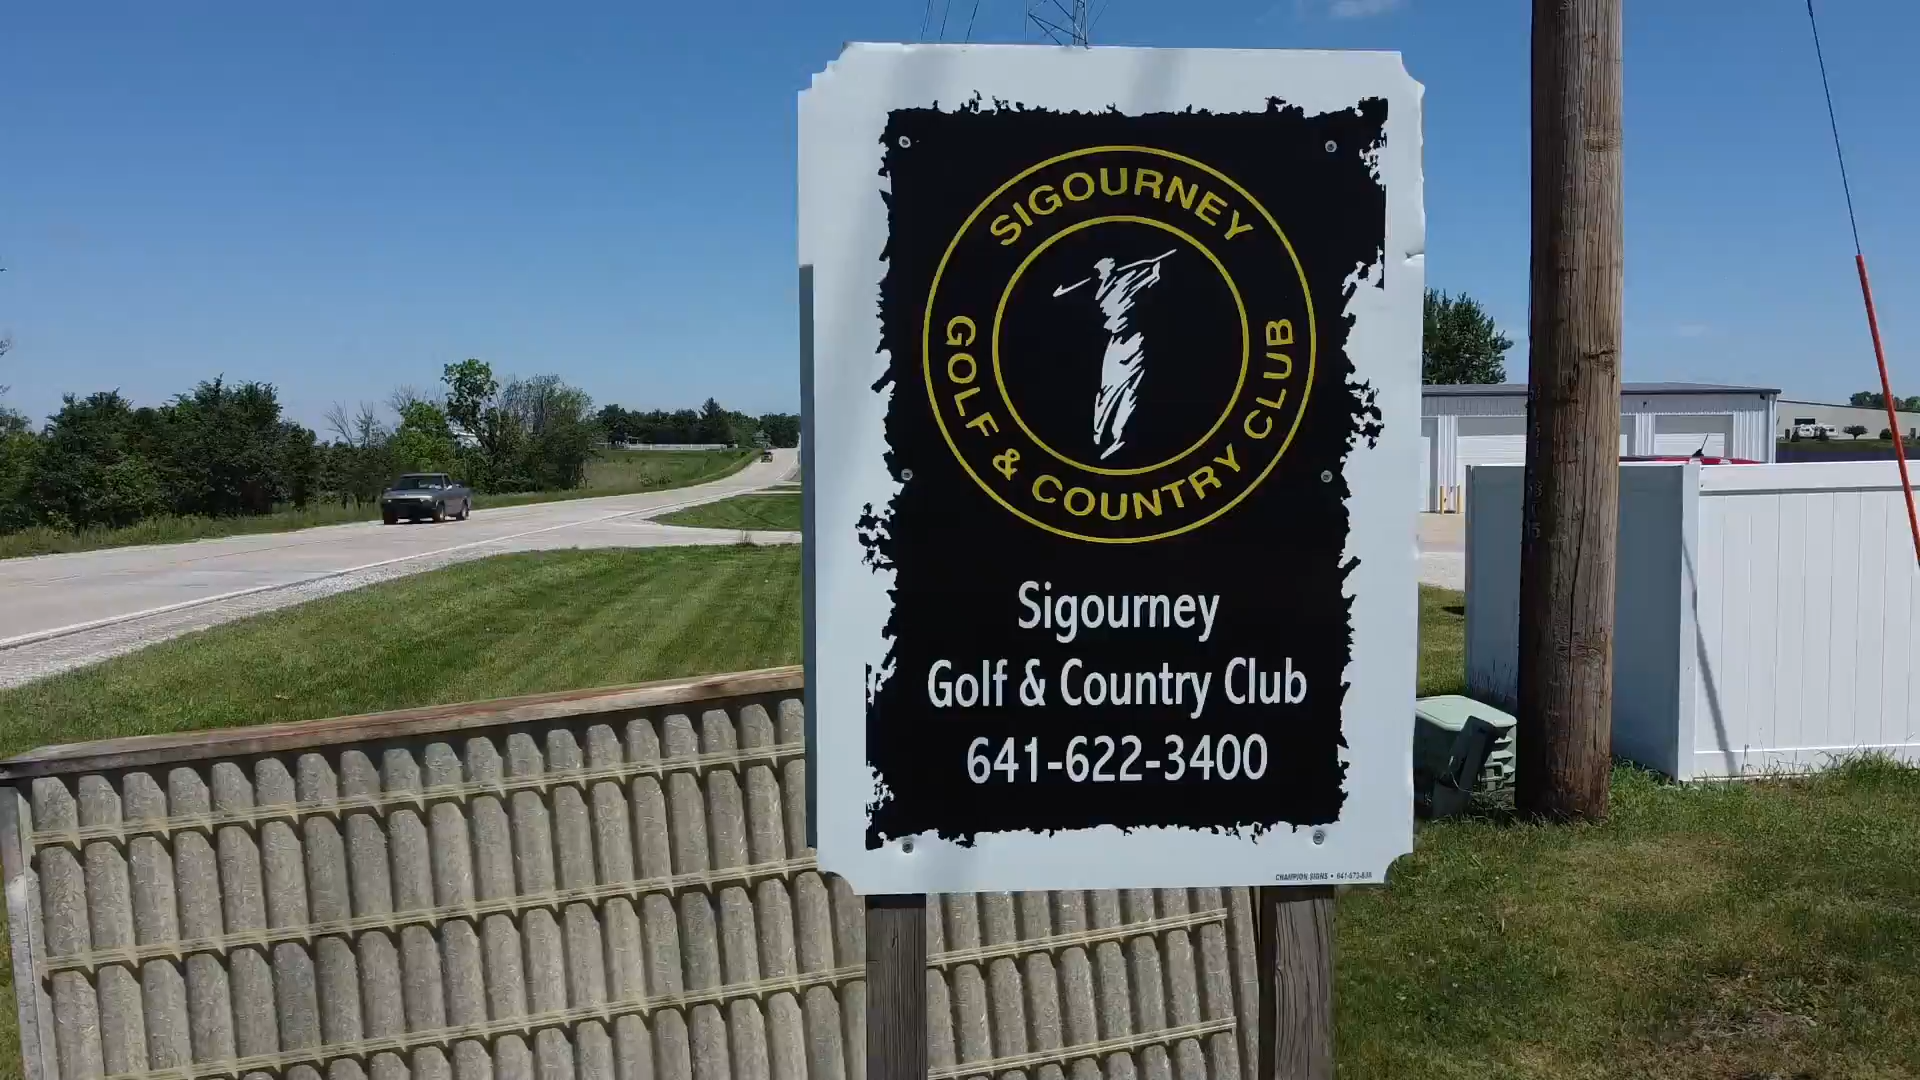 SIGOURNEY
GOLF & COUNTRY CLUB
Sigourney
Golf & Country Club
641-622-3400
CHAMPION SIGNS •